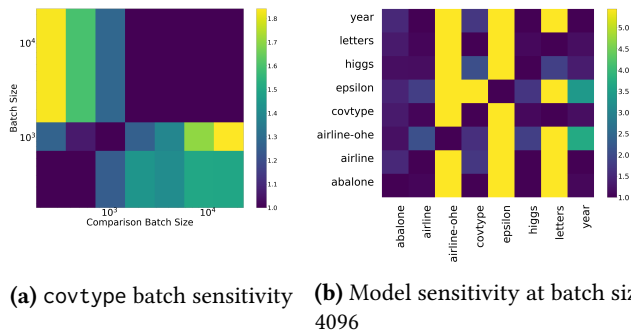 10⁴
Batch Size
10³
10³ 10⁴
Comparison Batch Size
1.8
1.7
1.6
1.5
1.4
1.3
1.2
1.1
1.0
(a) covtype batch sensitivity
year
letters
higgs
epsilon
covtype
airline-ohe
airline
abalone
abalone airline airline-ohe covtype epsilon higgs letters year
5.0
4.5
4.0
3.5
3.0
2.5
2.0
1.5
1.0
(b) Model sensitivity at batch siz
4096